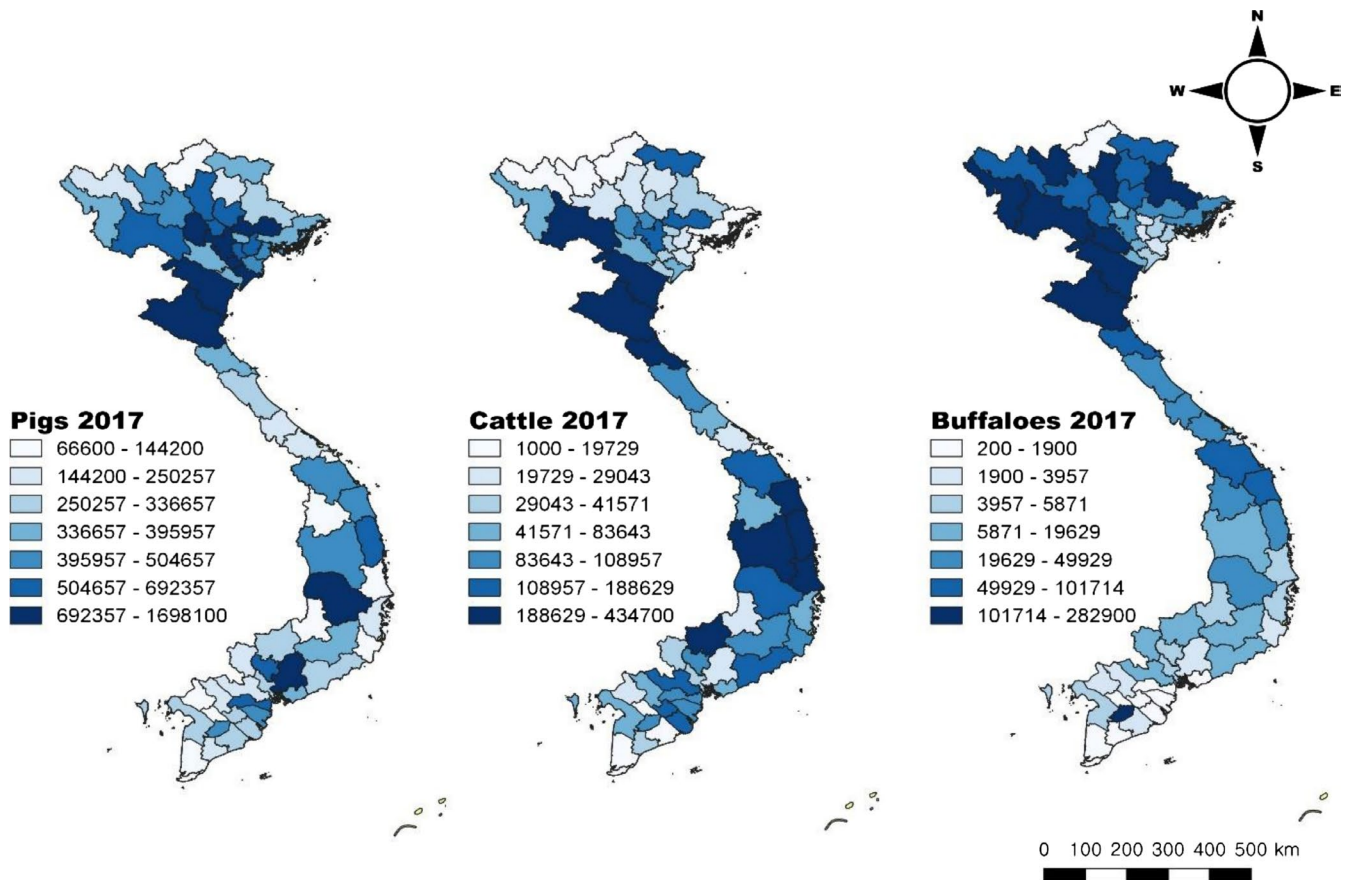 N
W E
S
Pigs 2017
66600 - 144200
144200 - 250257
250257 - 336657
336657 - 395957
395957 - 504657
504657 - 692357
692357 - 1698100
Cattle 2017
1000 - 19729
19729 - 29043
29043 - 41571
41571 - 83643
83643 - 108957
108957 - 188629
188629 - 434700
Buffaloes 2017
200 - 1900
1900 - 3957
3957 - 5871
5871 - 19629
19629 - 49929
49929 - 101714
101714 - 282900
0 100 200 300 400 500 km